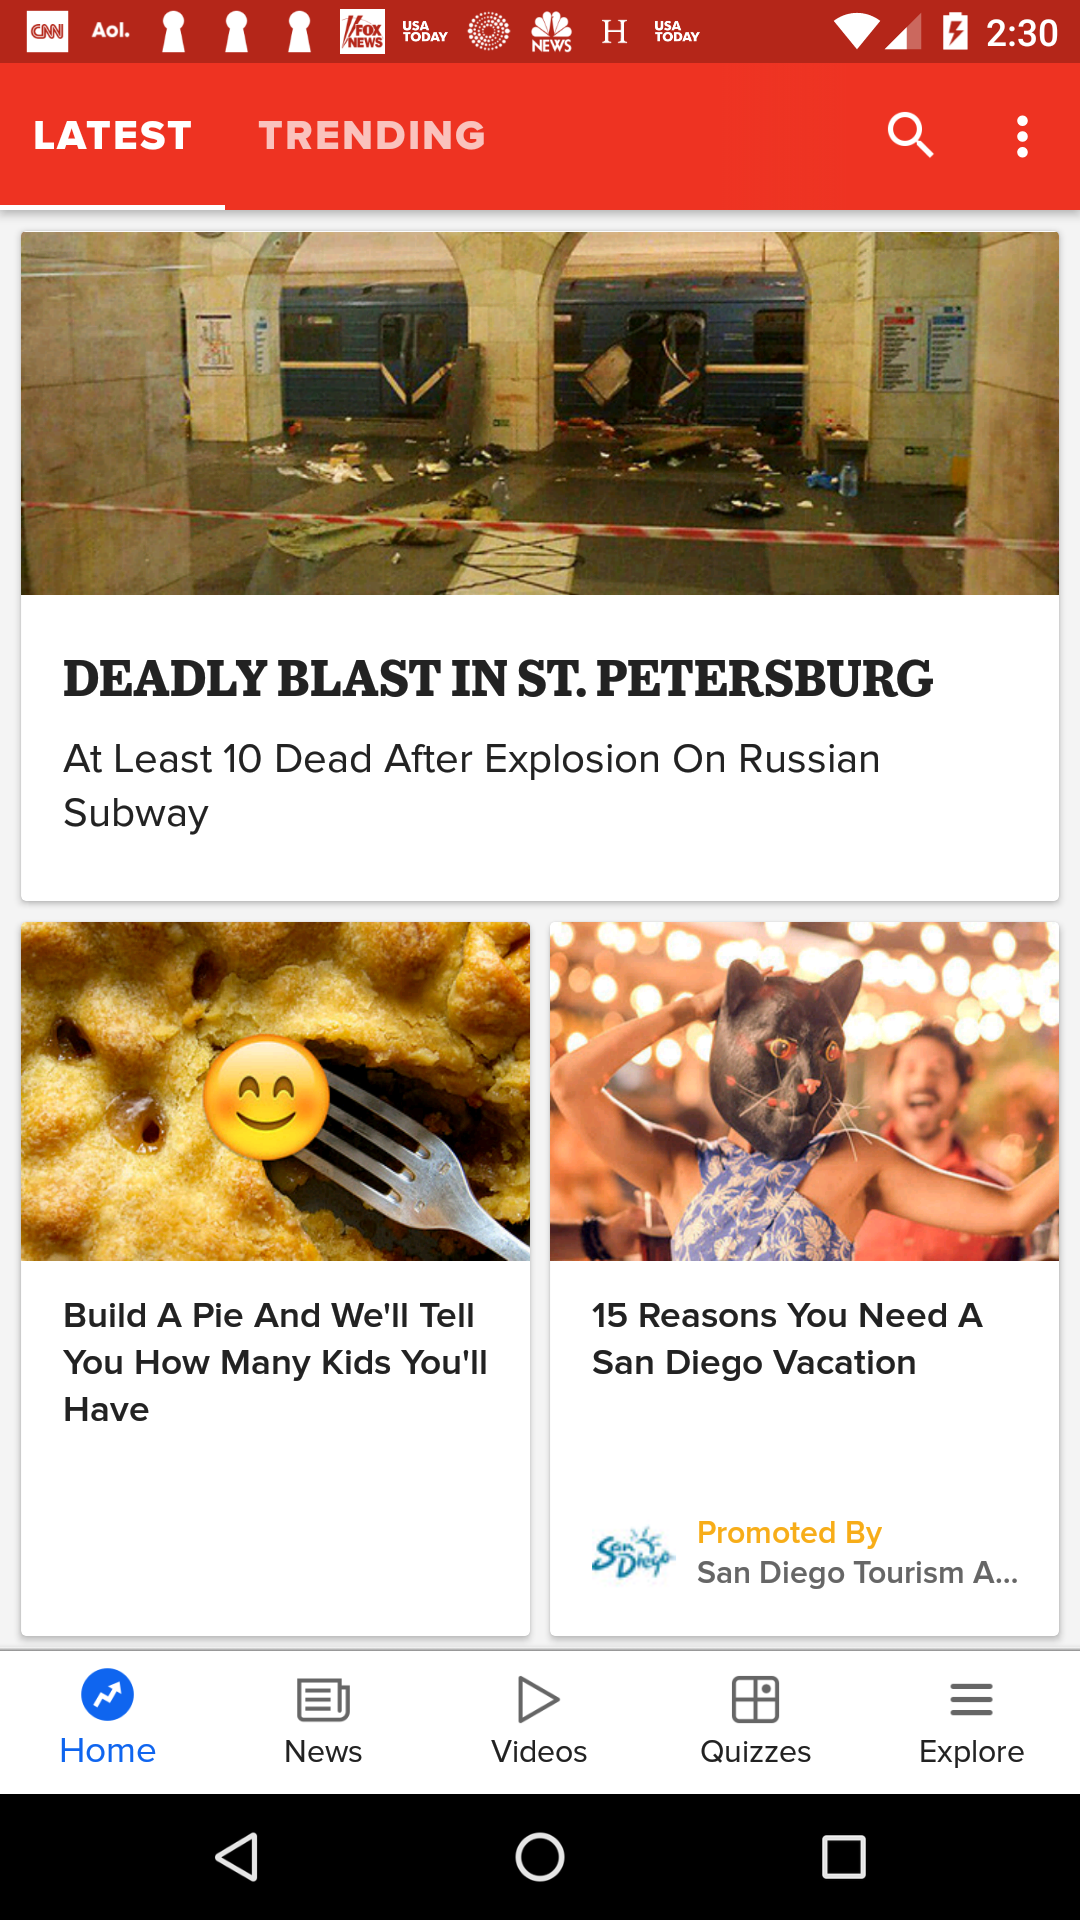 CNN Aol. FOX NEWS USA TODAY NEWS H USA TODAY 2:30
LATEST TRENDING
DEADLY BLAST IN ST. PETERSBURG
At Least 10 Dead After Explosion On Russian
Subway
Build A Pie And We'll Tell
You How Many Kids You'll
Have
15 Reasons You Need A
San Diego Vacation
San Diego
Promoted By
San Diego Tourism A...
Home News Videos Quizzes Explore